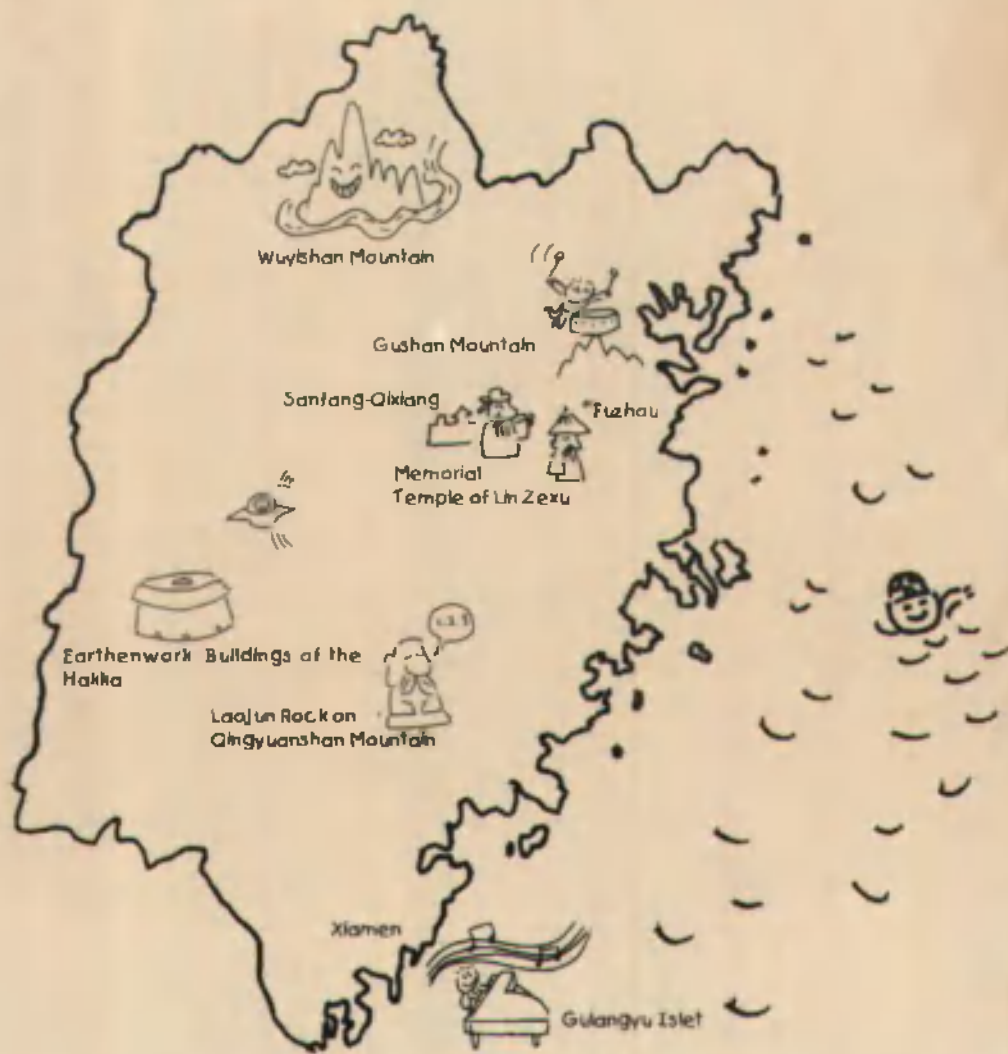 Wuyishan Mountain
Gushan Mountain
Sanfang-Qixiang
Fuzhou
Memorial
Temple of Lin Zexu
Earthenwork Buildings of the
Hakka
Laojun Rock on
Qingyuanshan Mountain
Xiamen
Gulangyu Islet